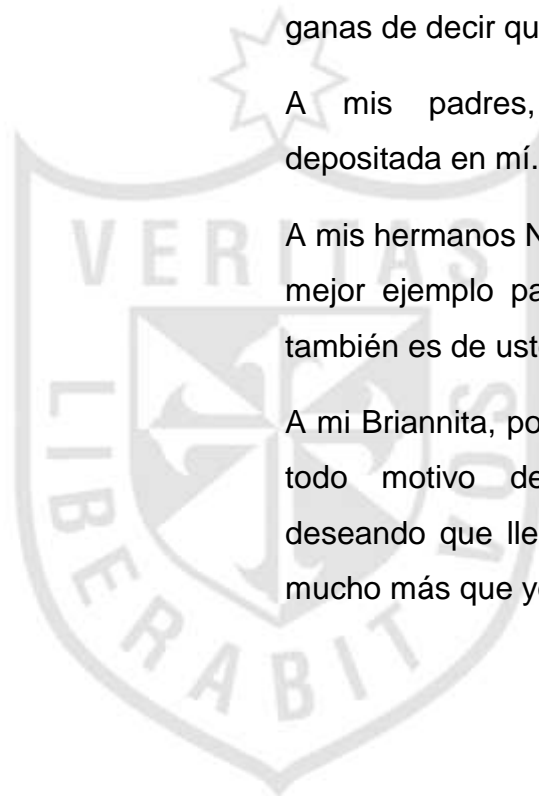 ganas de decir qu
A mis padres,
depositada en mí.
A mis hermanos
mejor ejemplo pa
también es de ust
A mi Briannita, po
todo motivo de
deseando que lle
mucho más que y
VERITAS
LIBERABIT
VOS